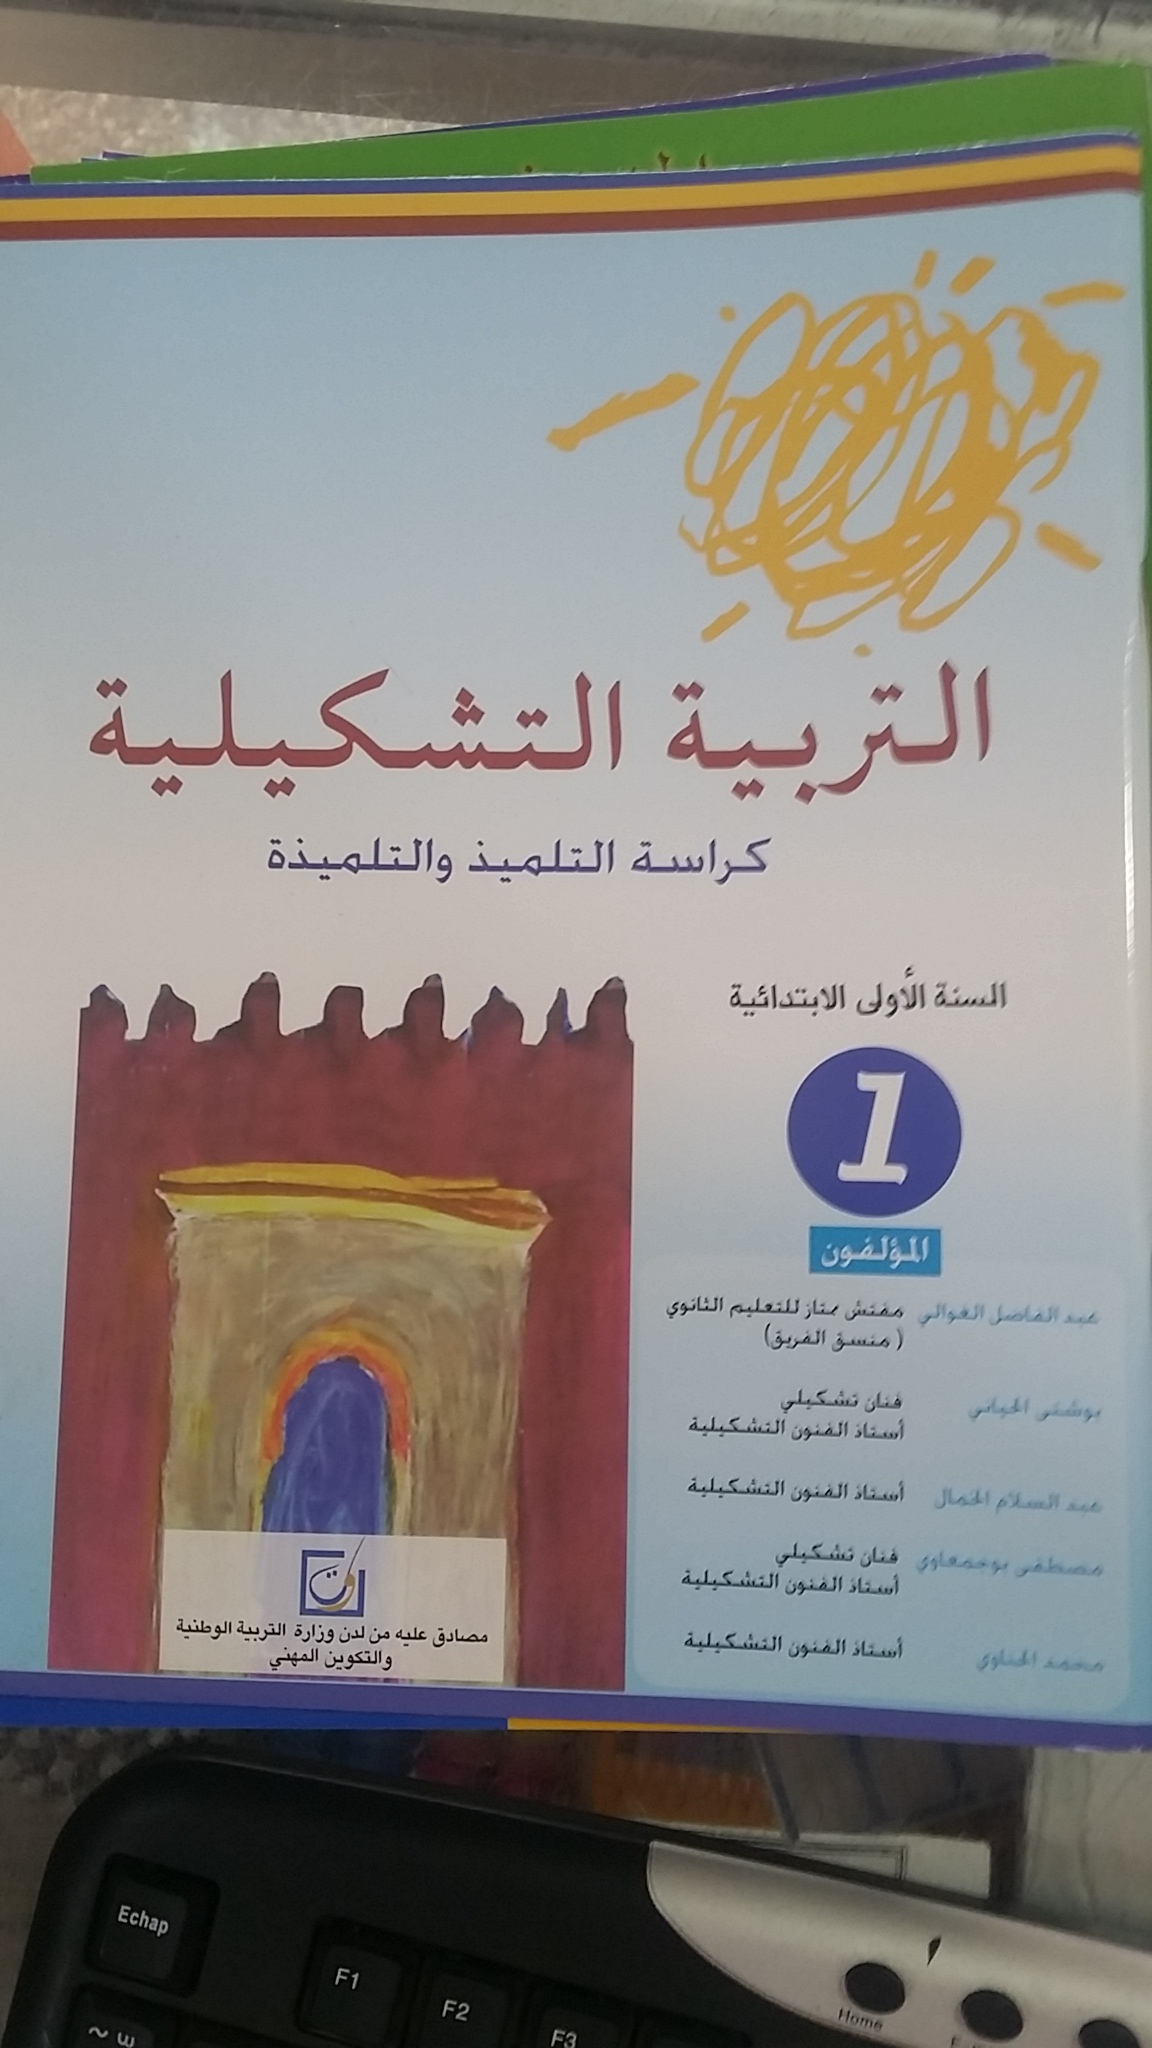 التربية التشكيلية
كراسة التلميذ والتلميذة
السنة الأولى الابتدائية
1
المؤلفون
عبد الفاضل الغوالي مفتش ممتاز للتعليم الثانوي
( منسق الفريق)
بوشتى الحياني فنان تشكيلي
أستاذ الفنون التشكيلية
عبد السلام أستاذ الفنون التشكيلية
مصطفى بوجمعاوي فنان تشكيلي
أستاذ الفنون التشكيلية
محمد أستاذ الفنون التشكيلية
مصادق عليه من لدن وزارة التربية الوطنية
والتكوين المهني
Echap
F1
F2
F3
Home